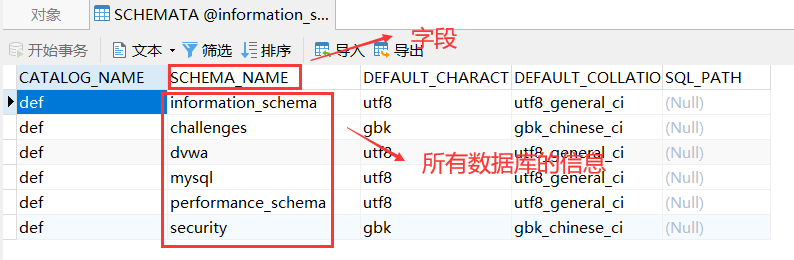 对象 SCHEMATA @information_s...
开始事务 文本 筛选 排序 导入 导出 字段
CATALOG_NAME SCHEMA_NAME DEFAULT_CHARACT DEFAULT_COLLATIO SQL_PATH
def information_schema utf8 utf8_general_ci (Null)
def challenges gbk gbk_chinese_ci (Null)
def dvwa utf8 utf8_general_ci (Null)
所有数据库的信息
def mysql utf8 utf8_general_ci (Null)
def performance_schema utf8 utf8_general_ci (Null)
def security gbk gbk_chinese_ci (Null)